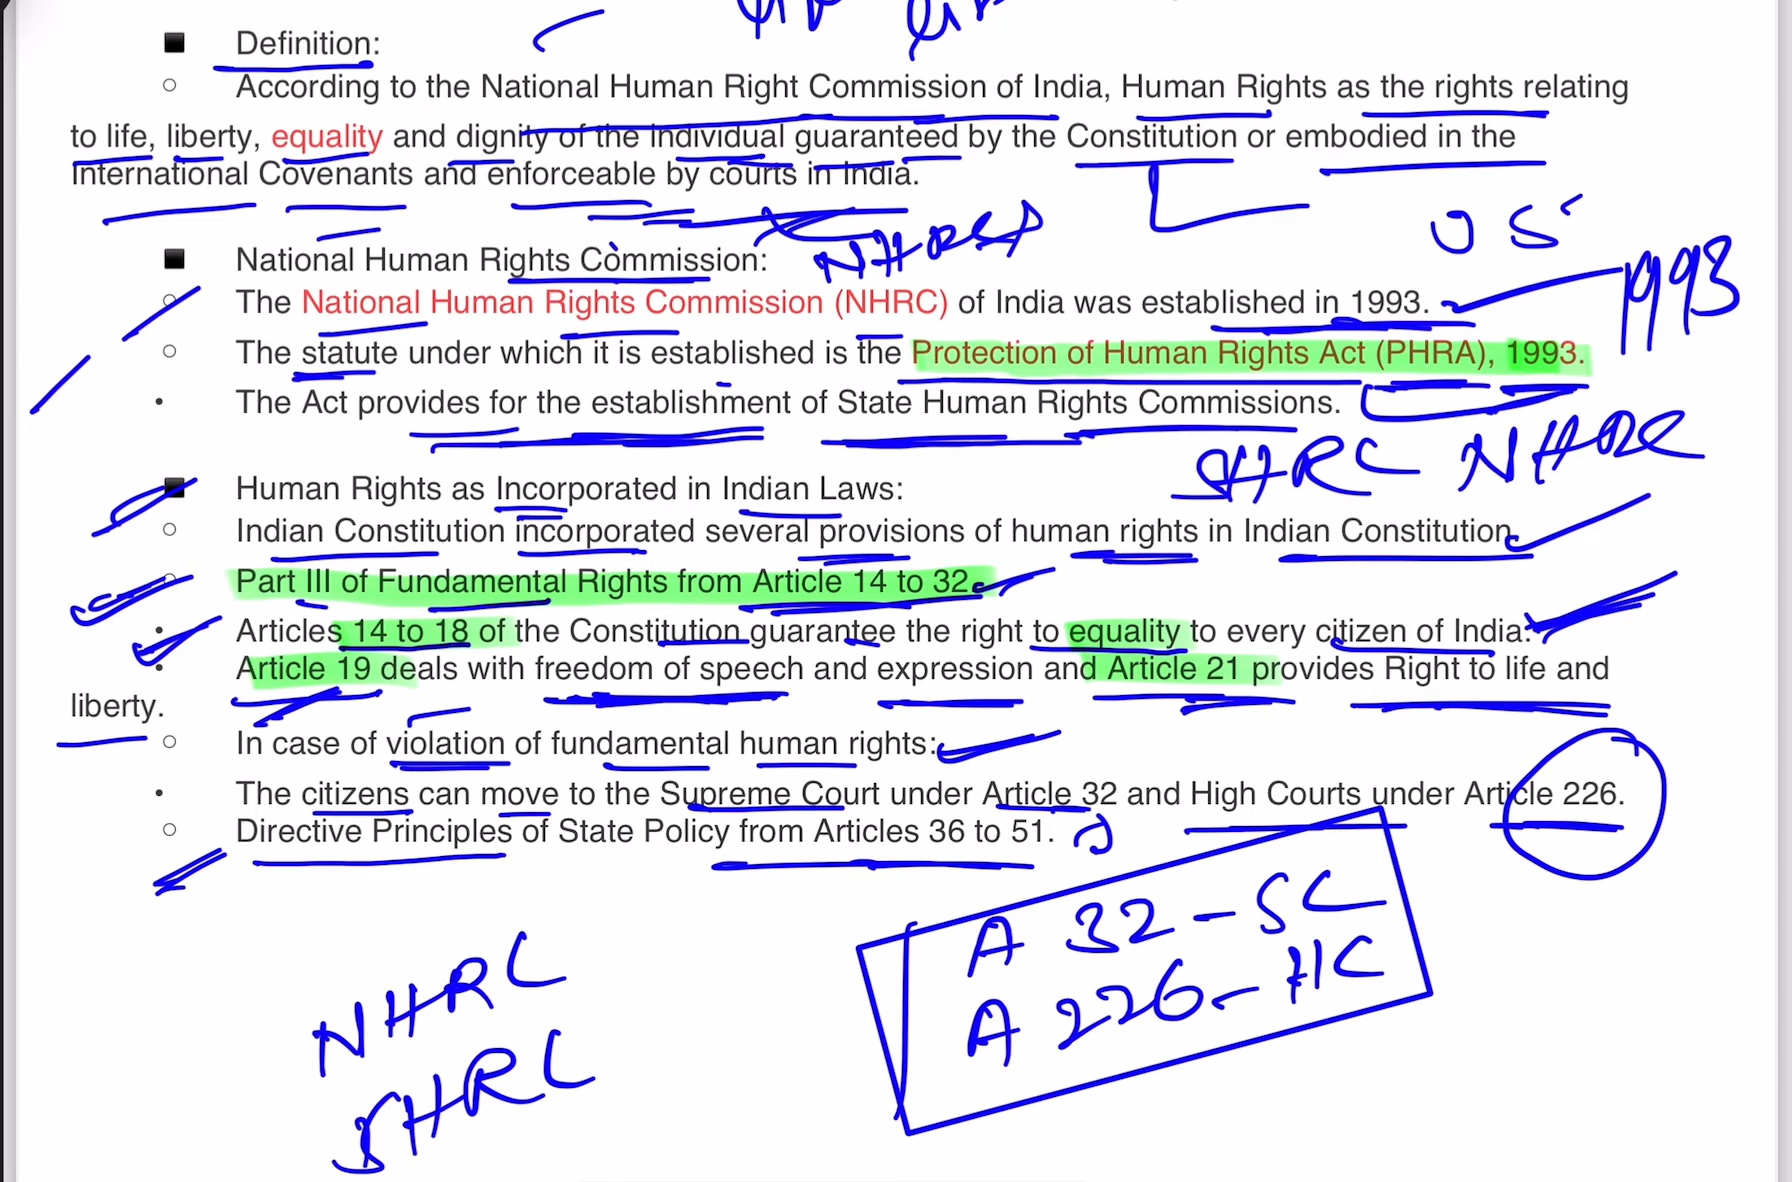 ■ Definition:
○ According to the National Human Right Commission of India, Human Rights as the rights relating
to life, liberty, equality and dignity of the individual guaranteed by the Constitution or embodied in the
International Covenants and enforceable by courts in India.
■ National Human Rights Commission:
○ The National Human Rights Commission (NHRC) of India was established in 1993.
1993
○ The statute under which it is established is the Protection of Human Rights Act (PHRA), 1993.
• The Act provides for the establishment of State Human Rights Commissions.
SHRC NHRC
■ Human Rights as Incorporated in Indian Laws:
○ Indian Constitution incorporated several provisions of human rights in Indian Constitution
○ Part III of Fundamental Rights from Article 14 to 32
• Articles 14 to 18 of the Constitution guarantee the right to equality to every citizen of India.
• Article 19 deals with freedom of speech and expression and Article 21 provides Right to life and
liberty.
○ In case of violation of fundamental human rights:
• The citizens can move to the Supreme Court under Article 32 and High Courts under Article 226.
○ Directive Principles of State Policy from Articles 36 to 51.
A 32 - SC
A 226 - HC
NHRC
SHRC